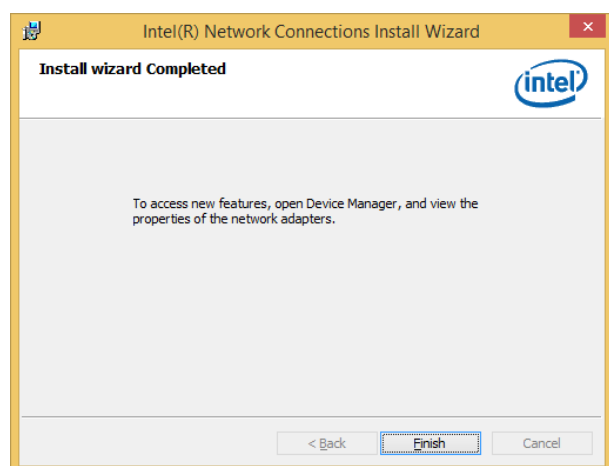 Intel(R) Network Connections Install Wizard
×
Install wizard Completed
intel
To access new features, open Device Manager, and view the
properties of the network adapters.
< Back
Finish
Cancel